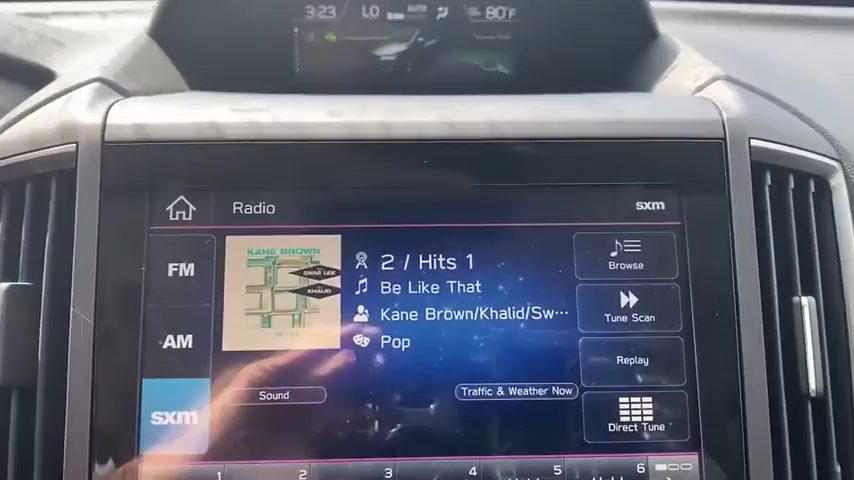 3:23 LO AUTO 80°F
Radio
sxm
FM
AM
sxm
KANE BROWN
SWAE LEE
KHALID
2 / Hits 1
Be Like That
Kane Brown/Khalid/Sw···
Pop
Sound
Traffic & Weather Now
Browse
Tune Scan
Replay
Direct Tune
1 2 3 4 5 6